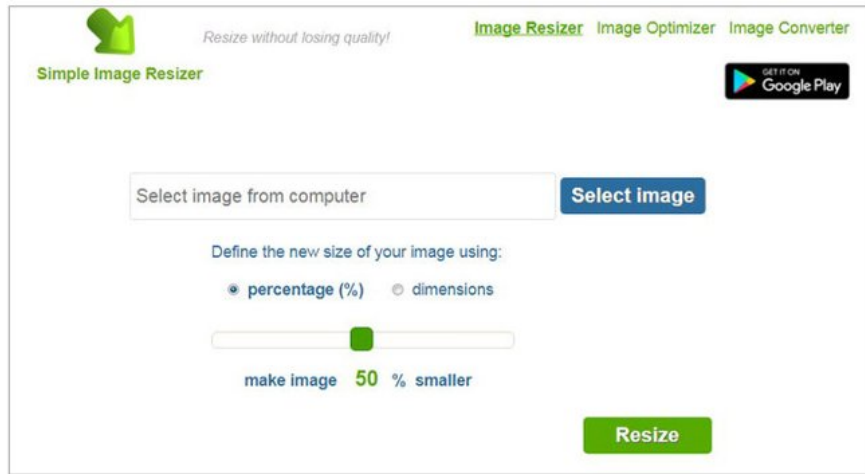 Resize without losing quality!
Image Resizer Image Optimizer Image Converter
Simple Image Resizer
GET IT ON
Google Play
Select image from computer
Select image
Define the new size of your image using:
percentage (%) dimensions
make image 50 % smaller
Resize